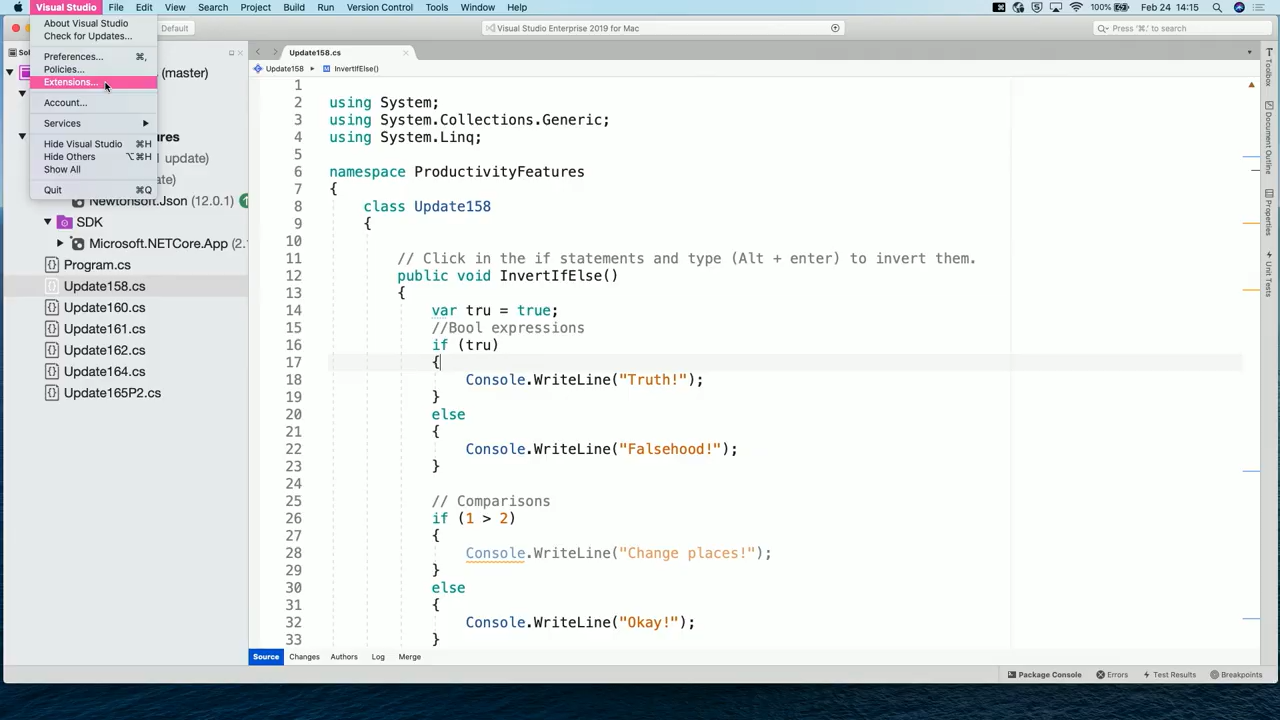 Visual Studio File Edit View Search Project Build Run Version Control Tools Window Help 100% Feb 24 14:15
About Visual Studio
Check for Updates...
Preferences... ⌘,
Policies...
Extensions...
Account...
Services
Hide Visual Studio ⌘H
Hide Others ⌥⌘H
Show All
Quit ⌘Q
Default
Visual Studio Enterprise 2019 for Mac
Press '⌘.' to search
Update158.cs
Update158 InvertIfElse()
(master)
update)
Newtonsoft.Json (12.0.1)
SDK
Microsoft.NETCore.App (2.
Program.cs
Update158.cs
Update160.cs
Update161.cs
Update162.cs
Update164.cs
Update165P2.cs
1
2 using System;
3 using System.Collections.Generic;
4 using System.Linq;
5
6 namespace ProductivityFeatures
7 {
8 class Update158
9 {
10
11 // Click in the if statements and type (Alt + enter) to invert them.
12 public void InvertIfElse()
13 {
14 var tru = true;
15 //Bool expressions
16 if (tru)
17 {
18 Console.WriteLine("Truth!");
19 }
20 else
21 {
22 Console.WriteLine("Falsehood!");
23 }
24
25 // Comparisons
26 if (1 > 2)
27 {
28 Console.WriteLine("Change places!");
29 }
30 else
31 {
32 Console.WriteLine("Okay!");
33 }
Source Changes Authors Log Merge
Package Console Errors Test Results Breakpoints
Toolbox
Document Outline
Properties
Unit Tests